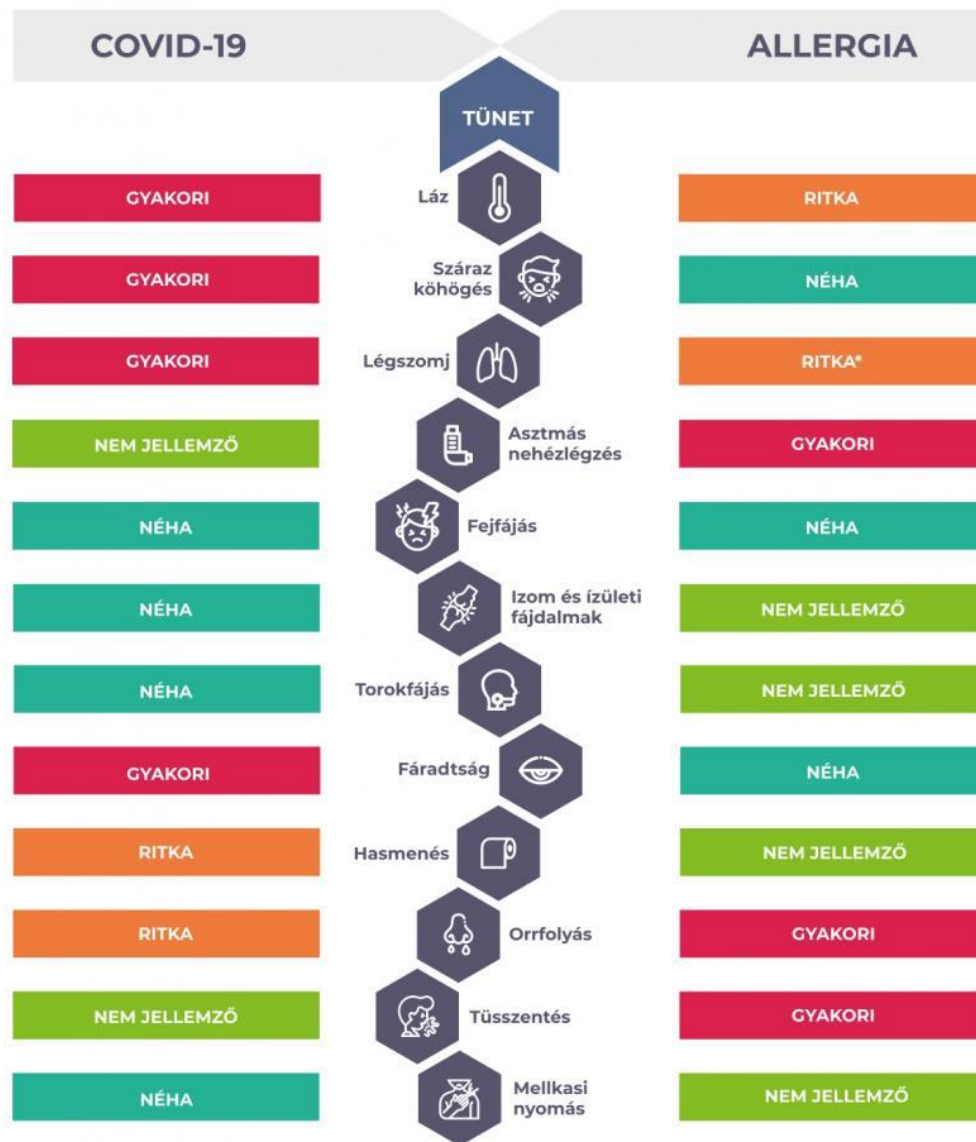 COVID-19
ALLERGIA
TÜNET
GYAKORI
Láz
RITKA
GYAKORI
Száraz
köhögés
NÉHA
GYAKORI
Légszomj
RITKA*
NEM JELLEMZŐ
Asztmás
nehézlégzés
GYAKORI
NÉHA
Fejfájás
NÉHA
NÉHA
Izom és ízületi
fájdalmak
NEM JELLEMZŐ
NÉHA
Torokfájás
NEM JELLEMZŐ
GYAKORI
Fáradtság
NÉHA
RITKA
Hasmenés
NEM JELLEMZŐ
RITKA
Orrfolyás
GYAKORI
NEM JELLEMZŐ
Tüsszentés
GYAKORI
NÉHA
Mellkasi
nyomás
NEM JELLEMZŐ